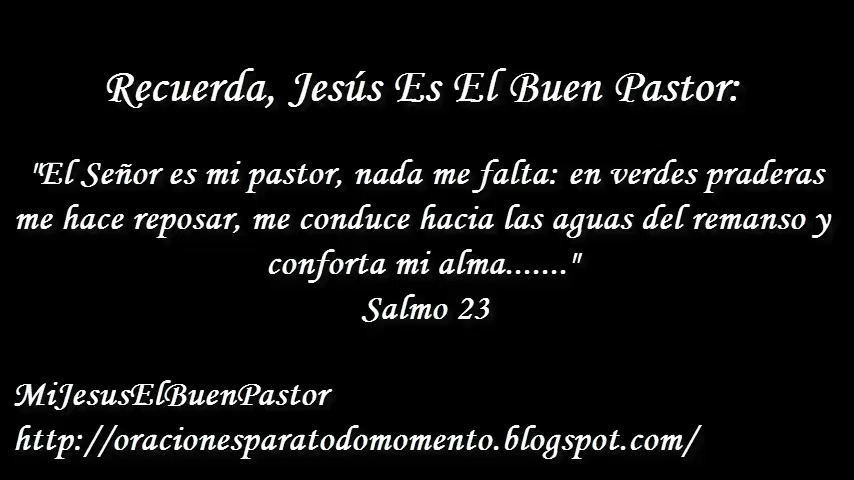 Recuerda, Jesús Es El Buen Pastor:
"El Señor es mi pastor, nada me falta: en verdes praderas
me hace reposar, me conduce hacia las aguas del remanso y
conforta mi alma......."
Salmo 23
MiJesusElBuenPastor
http://oracionesparatodomomento.blogspot.com/